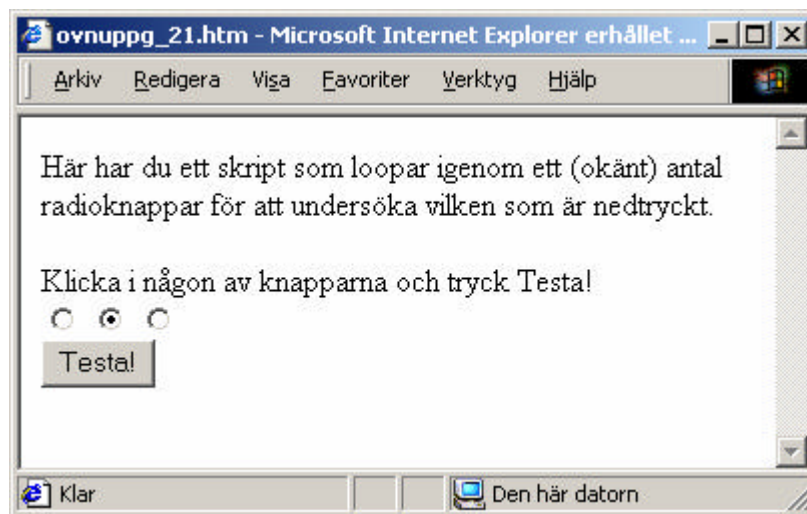 ovnuppg_21.htm - Microsoft Internet Explorer erhållet ...
Arkiv Redigera Visa Favoriter Verktyg Hjälp
Här har du ett skript som loopar igenom ett (okänt) antal
radioknappar för att undersöka vilken som är nedtryckt.
Klicka i någon av knapparna och tryck Testa!
Testa!
Klar Den här datorn